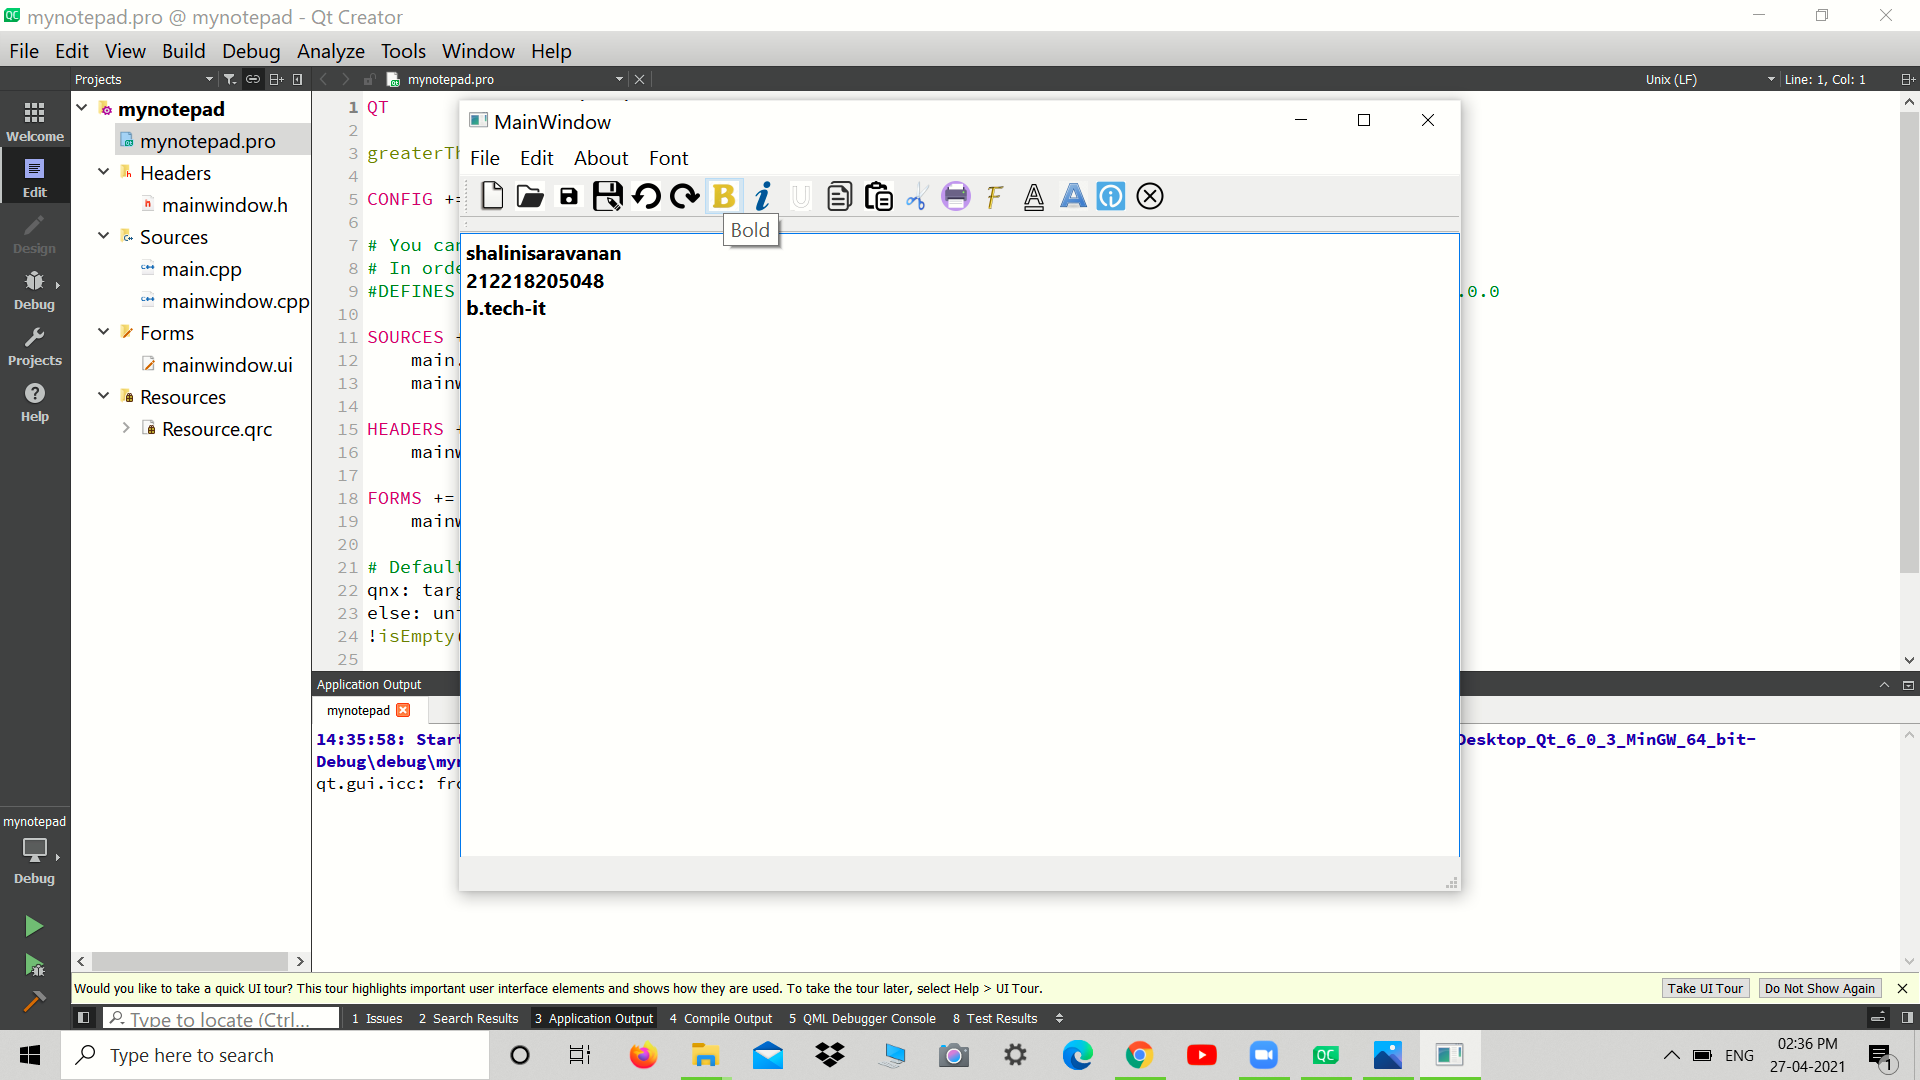 mynotepad.pro @ mynotepad - Qt Creator
File Edit View Build Debug Analyze Tools Window Help
Projects
mynotepad.pro
Unix (LF)
Line: 1, Col: 1
Welcome
Edit
Design
Debug
Projects
Help
mynotepad
Debug
mynotepad
mynotepad.pro
Headers
mainwindow.h
Sources
main.cpp
mainwindow.cpp
Forms
mainwindow.ui
Resources
Resource.qrc
1 QT
2
3 greaterTh
4
5 CONFIG +=
6
7 # You can
8 # In orde
9 #DEFINES .0.0
10
11 SOURCES
12 main.
13 mainw
14
15 HEADERS
16 mainw
17
18 FORMS +=
19 mainw
20
21 # Default
22 qnx: targ
23 else: un
24 !isEmpty(
25
MainWindow
File Edit About Font
B i U F A A
Bold
shalinisaravanan
212218205048
b.tech-it
Application Output
mynotepad
14:35:58: Start Desktop_Qt_6_0_3_MinGW_64_bit-
Debug\debug\myn
qt.gui.icc: fro
Would you like to take a quick UI tour? This tour highlights important user interface elements and shows how they are used. To take the tour later, select Help > UI Tour.
Take UI Tour
Do Not Show Again
Type to locate (Ctrl...
1 Issues 2 Search Results 3 Application Output 4 Compile Output 5 QML Debugger Console 8 Test Results
Type here to search
ENG
02:36 PM
27-04-2021
1